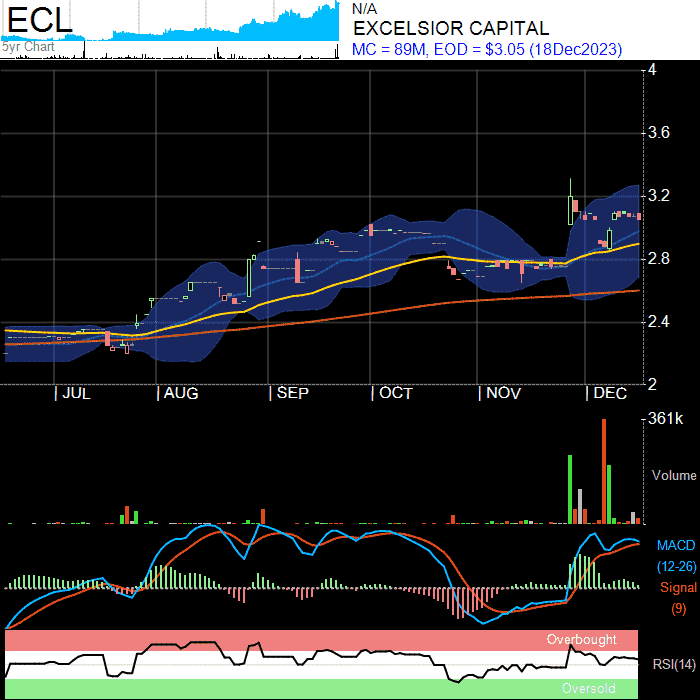 ECL
5yr Chart
N/A
EXCELSIOR CAPITAL
MC = 89M, EOD = $3.05 (18Dec2023)
4
3.6
3.2
2.8
2.4
2
JUL AUG SEP OCT NOV DEC
361k
Volume
MACD
(12-26)
Signal
(9)
Overbought
RSI(14)
Oversold